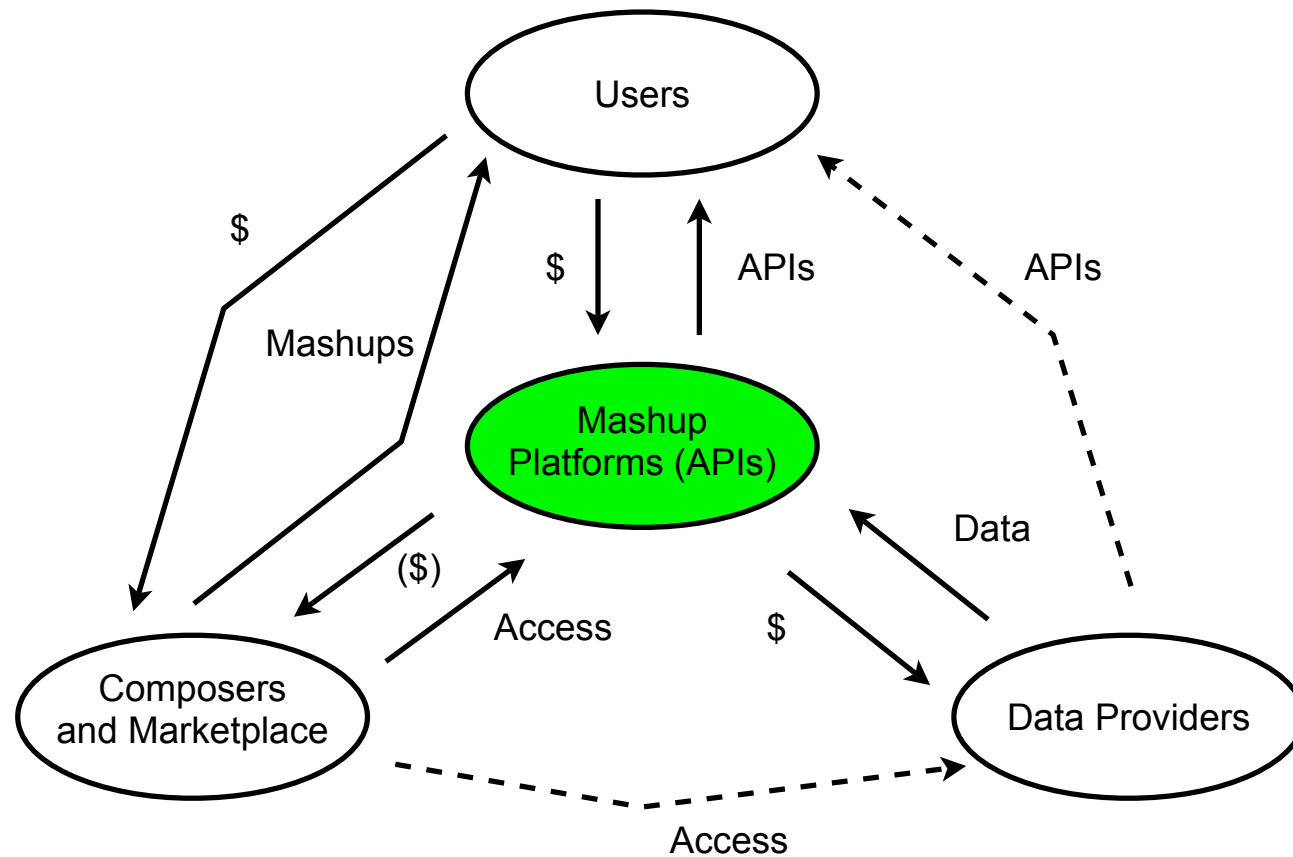 Users
$
$
APIs
APIs
Mashups
Mashup
Platforms (APIs)
Data
($)
Access
$
Composers
and Marketplace
Data Providers
Access